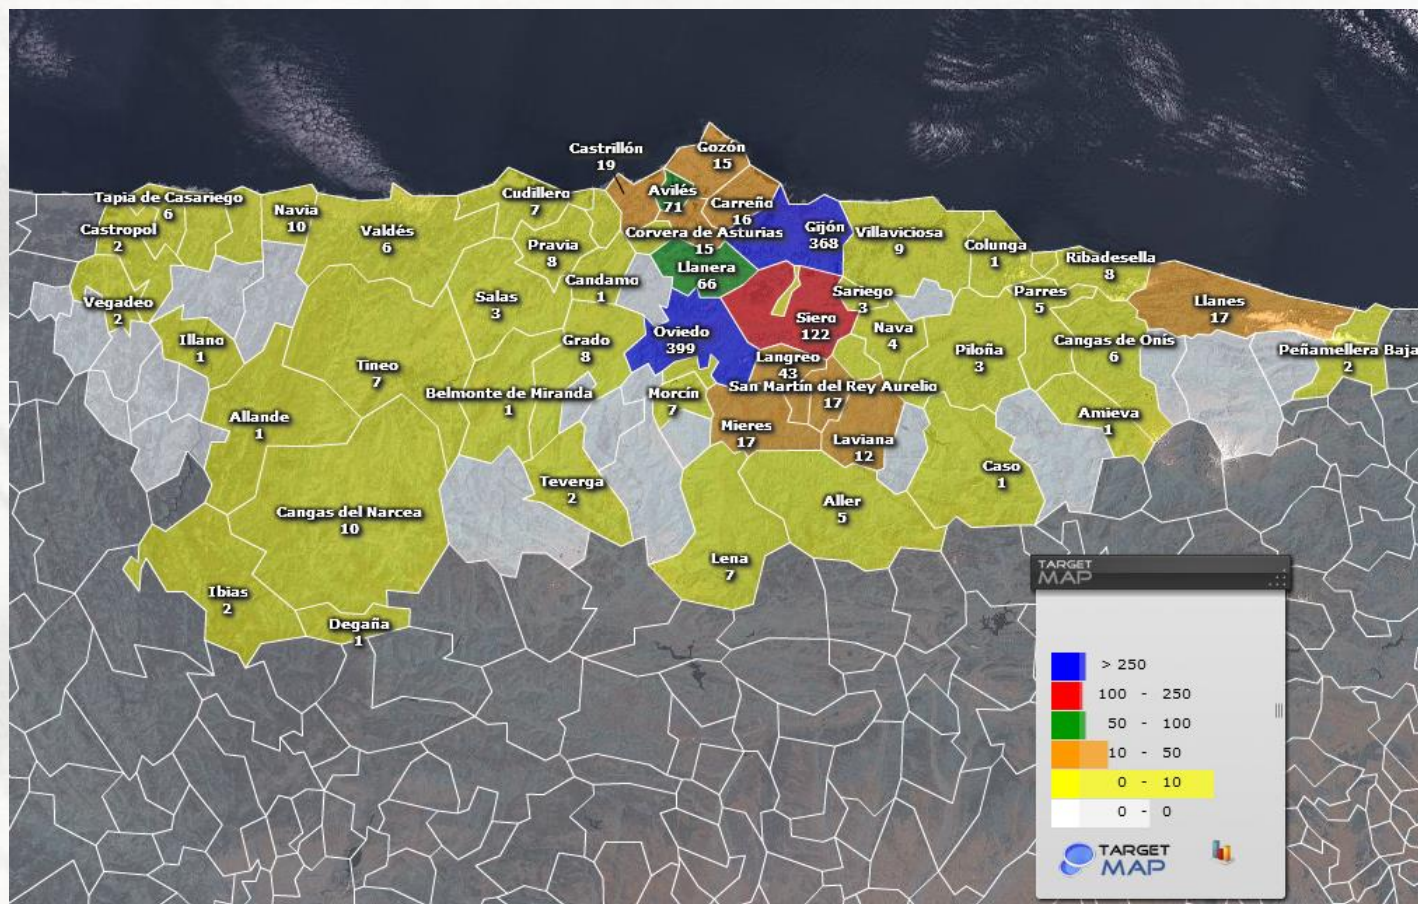 Castrillón
19
Gozón
15
Tapia de Casariego
6
Castropol
2
Navia
10
Valdés
6
Cudillero
7
Avilés
71
Carreño
16
Corvera de Asturias
15
Gijón
368
Villaviciosa
9
Colunga
1
Ribadesella
8
Pravia
8
Candamo
1
Llanera
66
Vegadeo
2
Salas
3
Siero
122
Sariego
3
Nava
4
Parres
5
Llanes
17
Illano
1
Tineo
7
Grado
8
Oviedo
399
Langreo
43
Piloña
3
Cangas de Onís
6
Peñamellera Baja
2
Belmonte de Miranda
1
Morcín
7
San Martín del Rey Aurelio
17
Allande
1
Mieres
17
Laviana
12
Amieva
1
Cangas del Narcea
10
Teverga
2
Aller
5
Caso
1
Ibias
2
Degaña
1
Lena
7
TARGET
MAP
> 250
100 - 250
50 - 100
10 - 50
0 - 10
0 - 0
TARGET
MAP